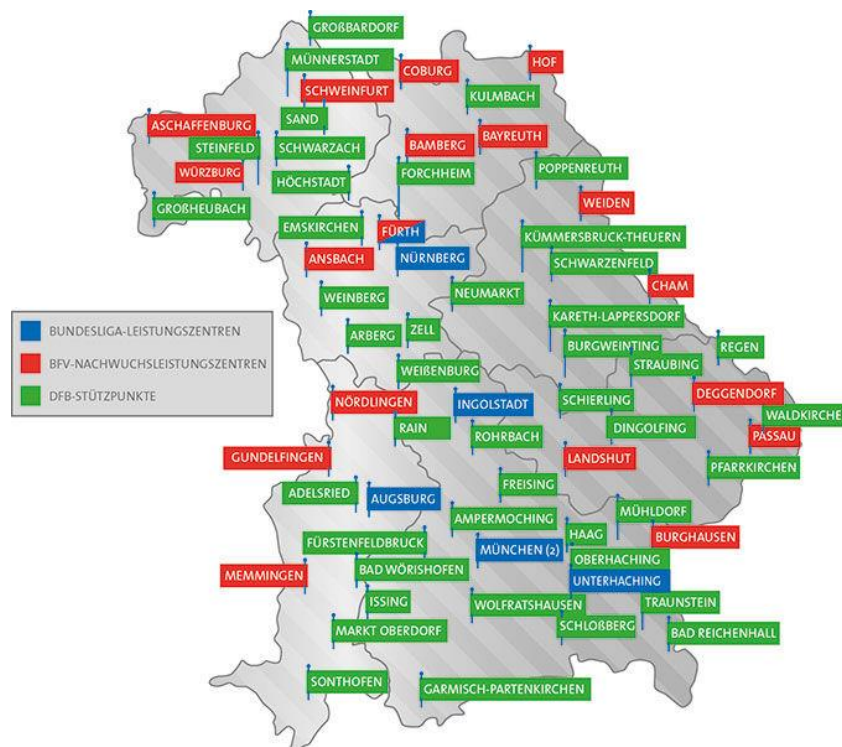 GROẞBARDORF
MÜNNERSTADT
COBURG
HOF
SCHWEINFURT
KULMBACH
ASCHAFFENBURG
SAND
STEINFELD
SCHWARZACH
BAMBERG
BAYREUTH
WÜRZBURG
HÖCHSTADT
FORCHHEIM
POPPENREUTH
GROẞHEUBACH
WEIDEN
EMSKIRCHEN
FÜRTH
KÜMMERSBRUCK-THEUERN
ANSBACH
NÜRNBERG
SCHWARZENFELD
WEINBERG
NEUMARKT
CHAM
BUNDESLIGA-LEISTUNGSZENTREN
BFV-NACHWUCHSLEISTUNGSZENTREN
DFB-STÜTZPUNKTE
ARBERG
ZELL
KARETH-LAPPERSDORF
BURGWEINTING
REGEN
WEIẞENBURG
STRAUBING
NÖRDLINGEN
INGOLSTADT
SCHIERLING
DEGGENDORF
WALDKIRCHE
RAIN
ROHRBACH
DINGOLFING
PASSAU
GUNDELFINGEN
LANDSHUT
PFARRKIRCHEN
ADELSRIED
AUGSBURG
FREISING
AMPERMOCHING
MÜHLDORF
FÜRSTENFELDBRUCK
MÜNCHEN (2)
HAAG
BURGHAUSEN
MEMMINGEN
BAD WÖRISHOFEN
OBERHACHING
UNTERHACHING
ISSING
WOLFRATSHAUSEN
TRAUNSTEIN
MARKT OBERDORF
SCHLOẞBERG
BAD REICHENHALL
SONTHOFEN
GARMISCH-PARTENKIRCHEN